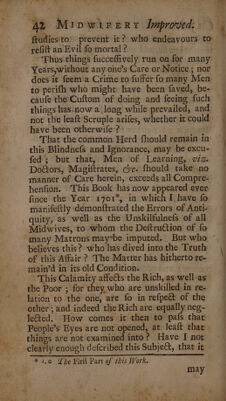 42 MIDWIFERY Improved.
ſtudies to prevent it? who endeavours to
reſiſt an Evil ſo mortal?
Thus things ſucceſſively run on for many
Years, without any one's Care or Notice; nor
does it ſeem a Crime to ſuffer ſo many Men
to periſh who might have been ſaved, be-
cauſe the Cuſtom of doing and ſeeing ſuch
things has now a long while prevailed, and
not the leaſt Scruple ariſes, whether it could
have been otherwiſe?
That the common Herd ſhould remain in
this Blindneſs and Ignorance, may be excu-
ſed; but that, Men of Learning, viz.
Doctors, Magiſtrates, &c. ſhould take no
manner of Care herein, exceeds all Compre-
henſion. This Book has now appeared ever
ſince the Year 1701*, in which I have ſo
manifeſtly demonſtrated the Errors of Anti-
quity, as well as the Unskilfulneſs of all
Midwives, to whom the Deſtruction of ſo
many Matrons may be imputed. But who
believes this? who has dived into the Truth
of this Affair? The Matter has hitherto re-
main'd in its old Condition.
This Calamity affects the Rich, as well as
the Poor; for they who are unskilled in re-
lation to the one, are ſo in reſpect of the
other; and indeed the Rich are equally neg-
lected. How comes it then to paſs that
People's Eyes are not opened, at leaſt that
things are not examined into? Have I not
clearly enough deſcribed this Subject, that it
* i. e The Firſt Part of this Work.
may